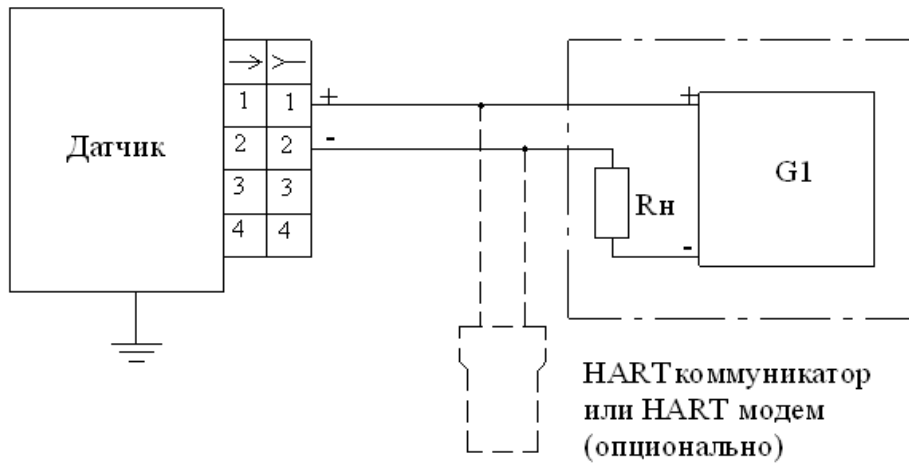 Датчик
1 1 +
2 2 -
3 3
4 4
+
G1
Rн
-
HART коммуникатор
или HART модем
(опционально)